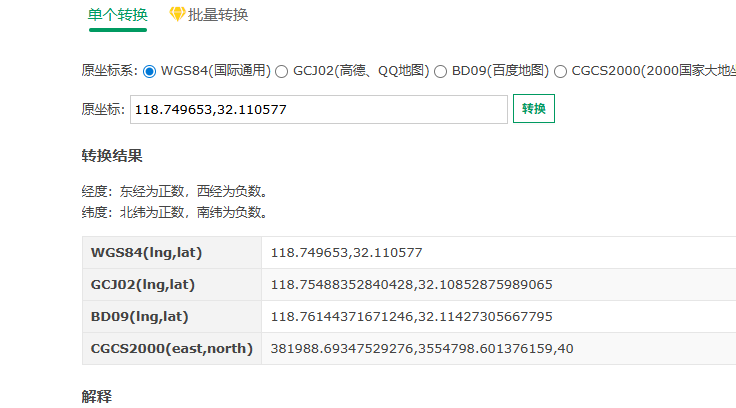 单个转换 批量转换
原坐标系: WGS84(国际通用) GCJ02(高德、QQ地图) BD09(百度地图) CGCS2000(2000国家大地
原坐标: 118.749653,32.110577 转换
转换结果
经度：东经为正数，西经为负数。
纬度：北纬为正数，南纬为负数。
WGS84(lng,lat) 118.749653,32.110577
GCJ02(lng,lat) 118.75488352840428,32.10852875989065
BD09(lng,lat) 118.76144371671246,32.11427305667795
CGCS2000(east,north) 381988.69347529276,3554798.601376159,40
解释